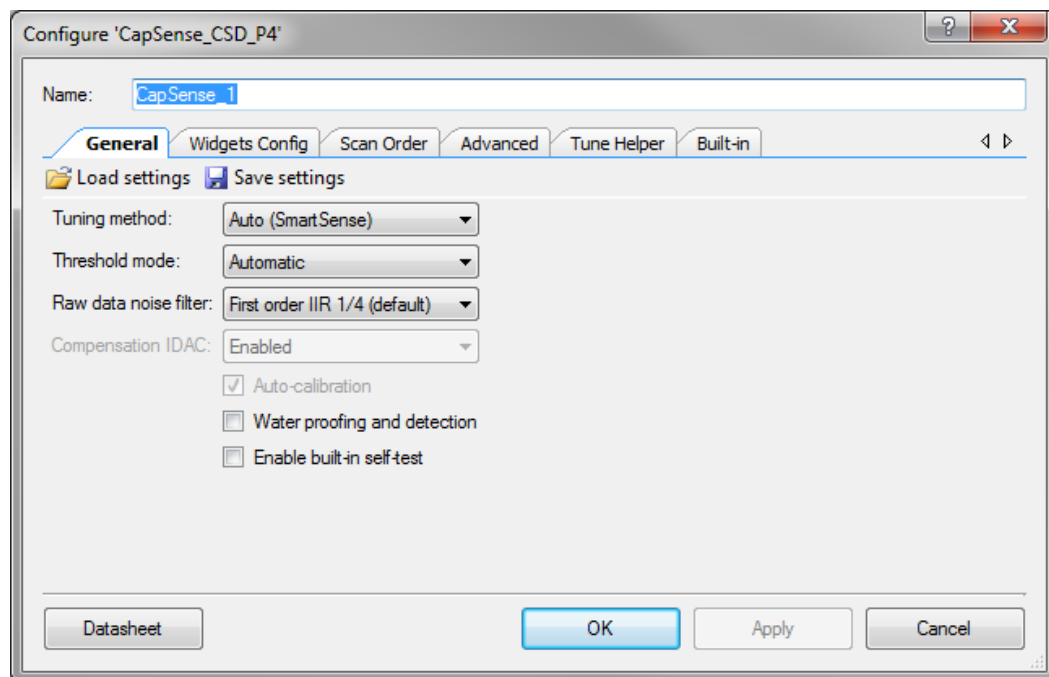 Configure 'CapSense_CSD_P4'
Name: CapSense_1
General Widgets Config Scan Order Advanced Tune Helper Built-in
Load settings Save settings
Tuning method: Auto (SmartSense)
Threshold mode: Automatic
Raw data noise filter: First order IIR 1/4 (default)
Compensation IDAC: Enabled
Auto-calibration
Water proofing and detection
Enable built-in self-test
Datasheet OK Apply Cancel